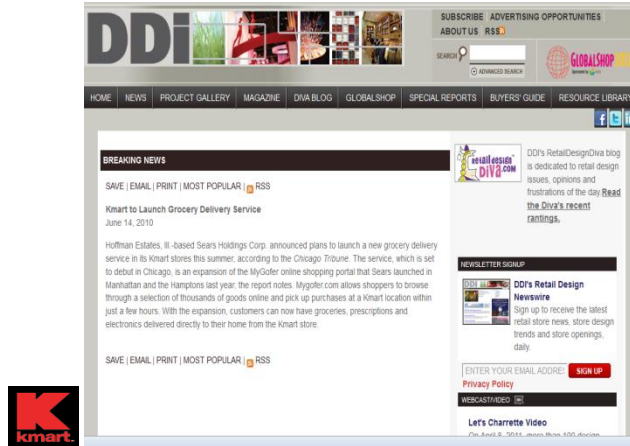 DDi
SUBSCRIBE | ADVERTISING OPPORTUNITIES |
ABOUT US RSS
SEARCH
ADVANCED SEARCH
GLOBALSHOP
HOME NEWS PROJECT GALLERY MAGAZINE DIVA BLOG GLOBALSHOP SPECIAL REPORTS BUYERS' GUIDE RESOURCE LIBRARY
BREAKING NEWS
SAVE | EMAIL | PRINT | MOST POPULAR | RSS
Kmart to Launch Grocery Delivery Service
June 14, 2010
Hoffman Estates, Ill.-based Sears Holdings Corp. announced plans to launch a new grocery delivery
service in its Kmart stores this summer, according to the Chicago Tribune. The service, which is set
to debut in Chicago, is an expansion of the MyGofer online shopping portal that Sears launched in
Manhattan and the Hamptons last year, the report notes. Mygofer.com allows shoppers to browse
through a selection of thousands of goods online and pick up purchases at a Kmart location within
just a few hours. With the expansion, customers can now have groceries, prescriptions and
electronics delivered directly to their home from the Kmart store.
SAVE | EMAIL | PRINT | MOST POPULAR | RSS
retail design
DiVa.com
DDI's RetailDesignDiva blog
is dedicated to retail design
issues, opinions and
frustrations of the day. Read
the Diva's recent
rantings.
NEWSLETTER SIGNUP
DDI's Retail Design
Newswire
Sign up to receive the latest
retail store news, store design
trends and store openings,
daily.
ENTER YOUR EMAIL ADDRE
SIGN UP
Privacy Policy
WEBCAST/VIDEO
Let's Charrette Video
On April 8, 2011, more than 100 design
kmart